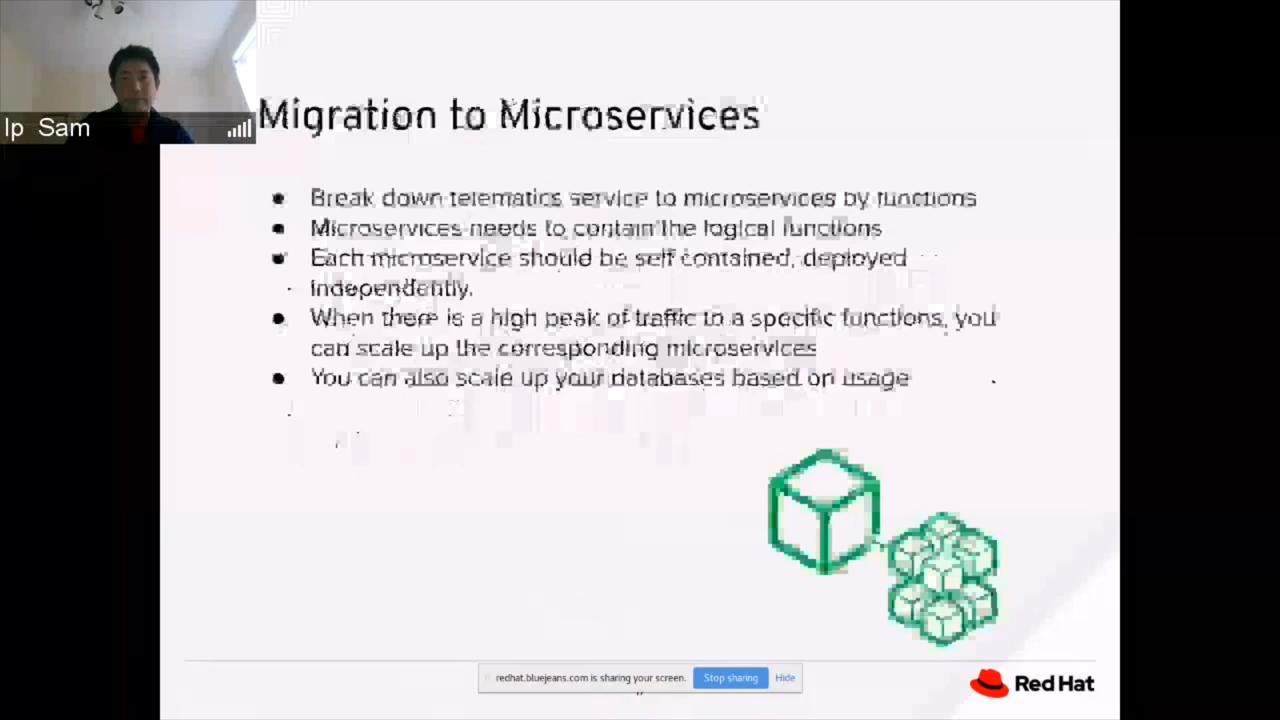 Ip Sam
Migration to Microservices
● Break down telematics service to microservices by functions
● Microservices needs to contain the logical functions
● Each microservice should be self contained, deployed
independently.
● When there is a high peak of traffic to a specific functions, you
can scale up the corresponding microservices
● You can also scale up your databases based on usage
redhat.bluejeans.com is sharing your screen. Stop sharing Hide
Red Hat